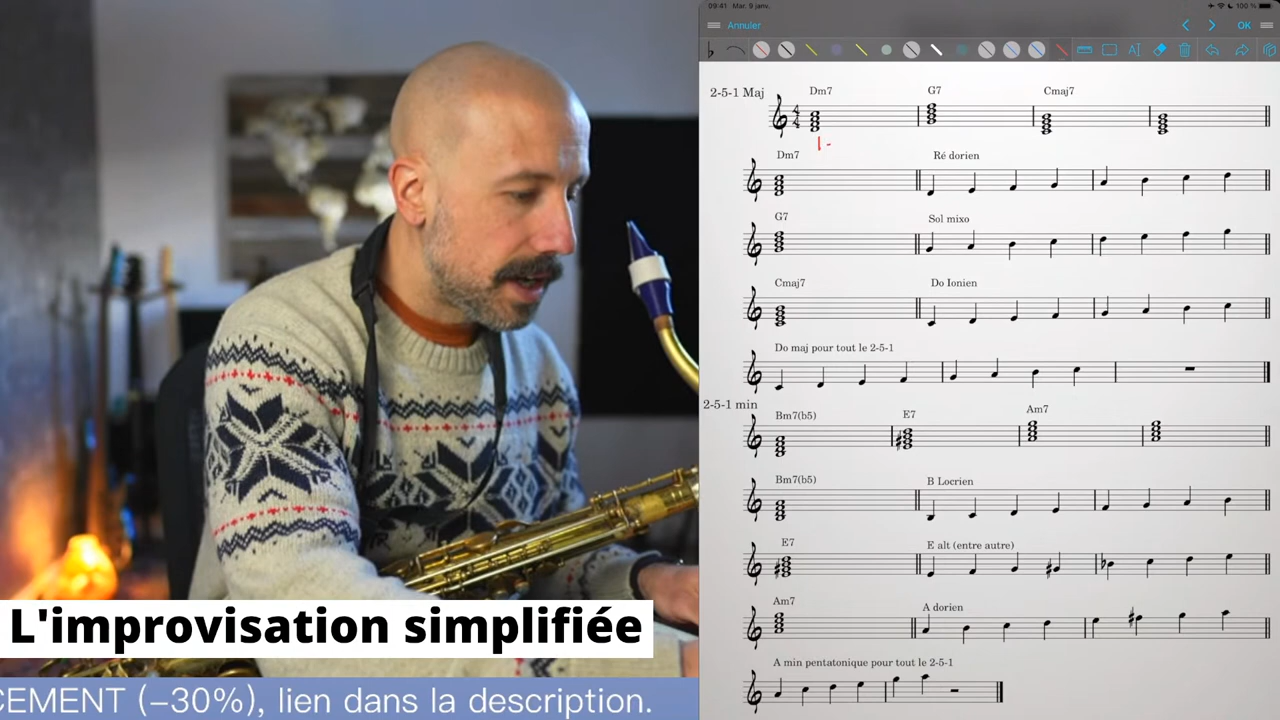 09:41 Mar. 9 janv.
100 %
Annuler
OK
2-5-1 Maj
Dm7 G7 Cmaj7
Dm7 Ré dorien
G7 Sol mixo
Cmaj7 Do Ionien
Do maj pour tout le 2-5-1
2-5-1 min
Bm7(b5) E7 Am7
Bm7(b5) B Locrien
E7 E alt (entre autre)
Am7 A dorien
A min pentatonique pour tout le 2-5-1
L'improvisation simplifiée
CEMENT (-30%), lien dans la description.